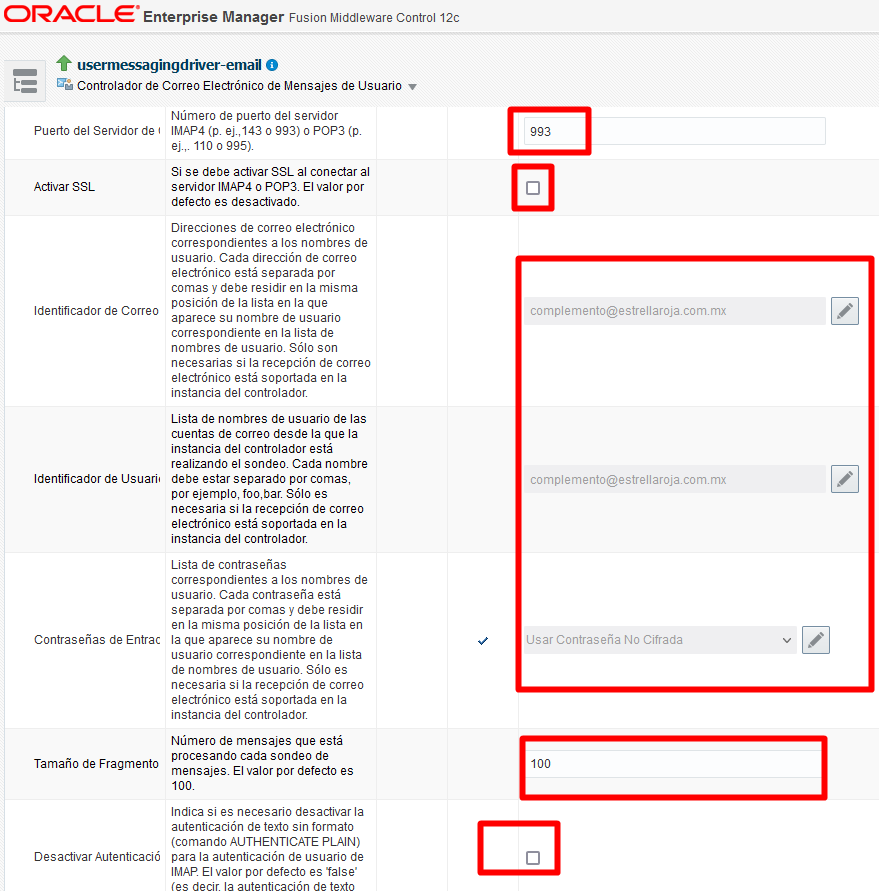 ORACLE® Enterprise Manager Fusion Middleware Control 12c
usermessagingdriver-email
Controlador de Correo Electrónico de Mensajes de Usuario
Puerto del Servidor de
Número de puerto del servidor
IMAP4 (p. ej.,143 o 993) o POP3 (p.
ej.,. 110 o 995).
993
Activar SSL
Si se debe activar SSL al conectar al
servidor IMAP4 o POP3. El valor por
defecto es desactivado.
Identificador de Correo
Direcciones de correo electrónico
correspondientes a los nombres de
usuario. Cada dirección de correo
electrónico está separada por
comas y debe residir en la misma
posición de la lista en la que
aparece su nombre de usuario
correspondiente en la lista de
nombres de usuario. Sólo son
necesarias si la recepción de correo
electrónico está soportada en la
instancia del controlador.
complemento@estrellaroja.com.mx
Identificador de Usuari
Lista de nombres de usuario de las
cuentas de correo desde la que la
instancia del controlador está
realizando el sondeo. Cada nombre
debe estar separado por comas,
por ejemplo, foo,bar. Sólo es
necesaria si la recepción de correo
electrónico está soportada en la
instancia del controlador.
complemento@estrellaroja.com.mx
Contraseñas de Entrac
Lista de contraseñas
correspondientes a los nombres de
usuario. Cada contraseña está
separada por comas y debe residir
en la misma posición de la lista en
la que aparece su nombre de
usuario correspondiente en la lista
de nombres de usuario. Sólo es
necesaria si la recepción de correo
electrónico está soportada en la
instancia del controlador.
Usar Contraseña No Cifrada
Tamaño de Fragmento
Número de mensajes que está
procesando cada sondeo de
mensajes. El valor por defecto es
100.
100
Desactivar Autenticació
Indica si es necesario desactivar la
autenticación de texto sin formato
(comando AUTHENTICATE PLAIN)
para la autenticación de usuario de
IMAP. El valor por defecto es 'false'
(es decir, la autenticación de texto